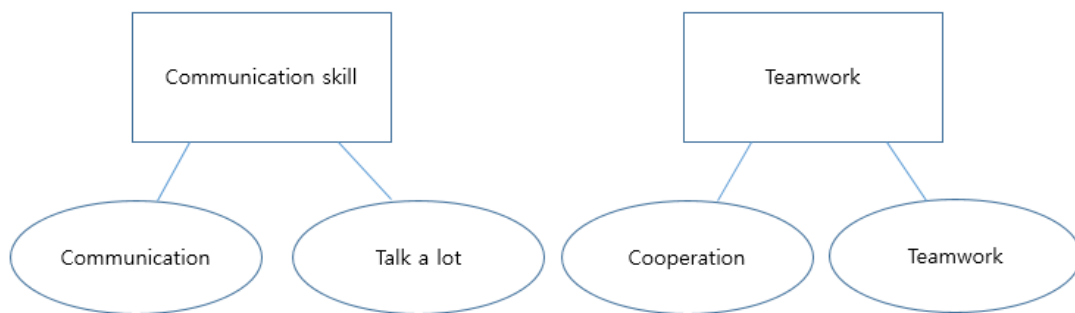 Communication skill
Teamwork
Communication
Talk a lot
Cooperation
Teamwork